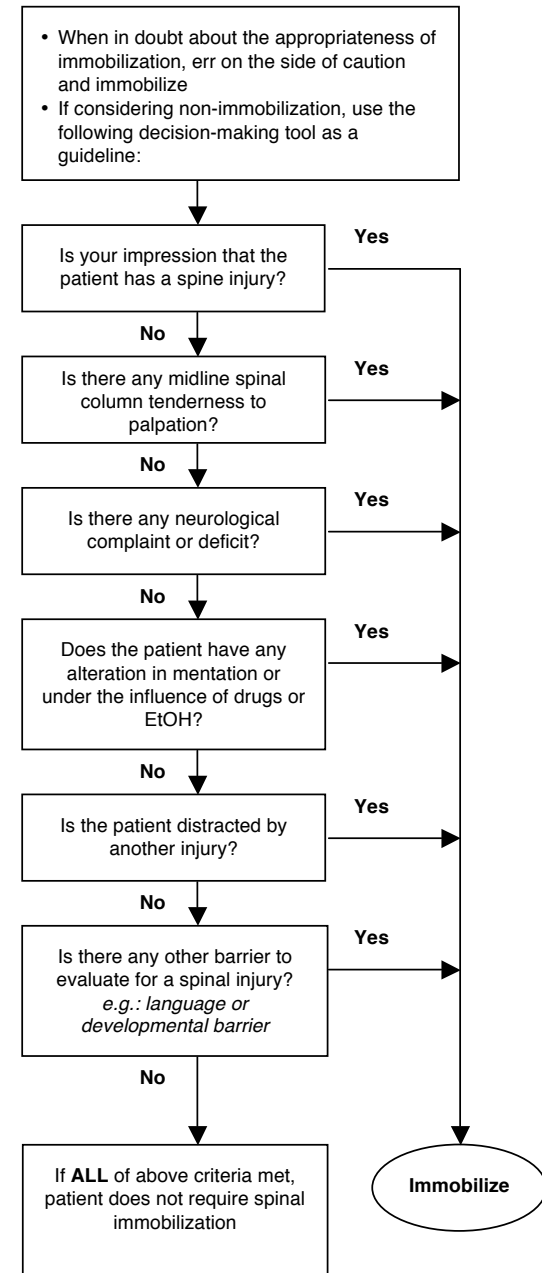 • When in doubt about the appropriateness of
immobilization, err on the side of caution
and immobilize
• If considering non-immobilization, use the
following decision-making tool as a
guideline:
Is your impression that the
patient has a spine injury?
Yes
No
Is there any midline spinal
column tenderness to
palpation?
Yes
No
Is there any neurological
complaint or deficit?
Yes
No
Does the patient have any
alteration in mentation or
under the influence of drugs or
EtOH?
Yes
No
Is the patient distracted by
another injury?
Yes
No
Is there any other barrier to
evaluate for a spinal injury?
e.g.: language or
developmental barrier
Yes
No
If ALL of above criteria met,
patient does not require spinal
immobilization
Immobilize